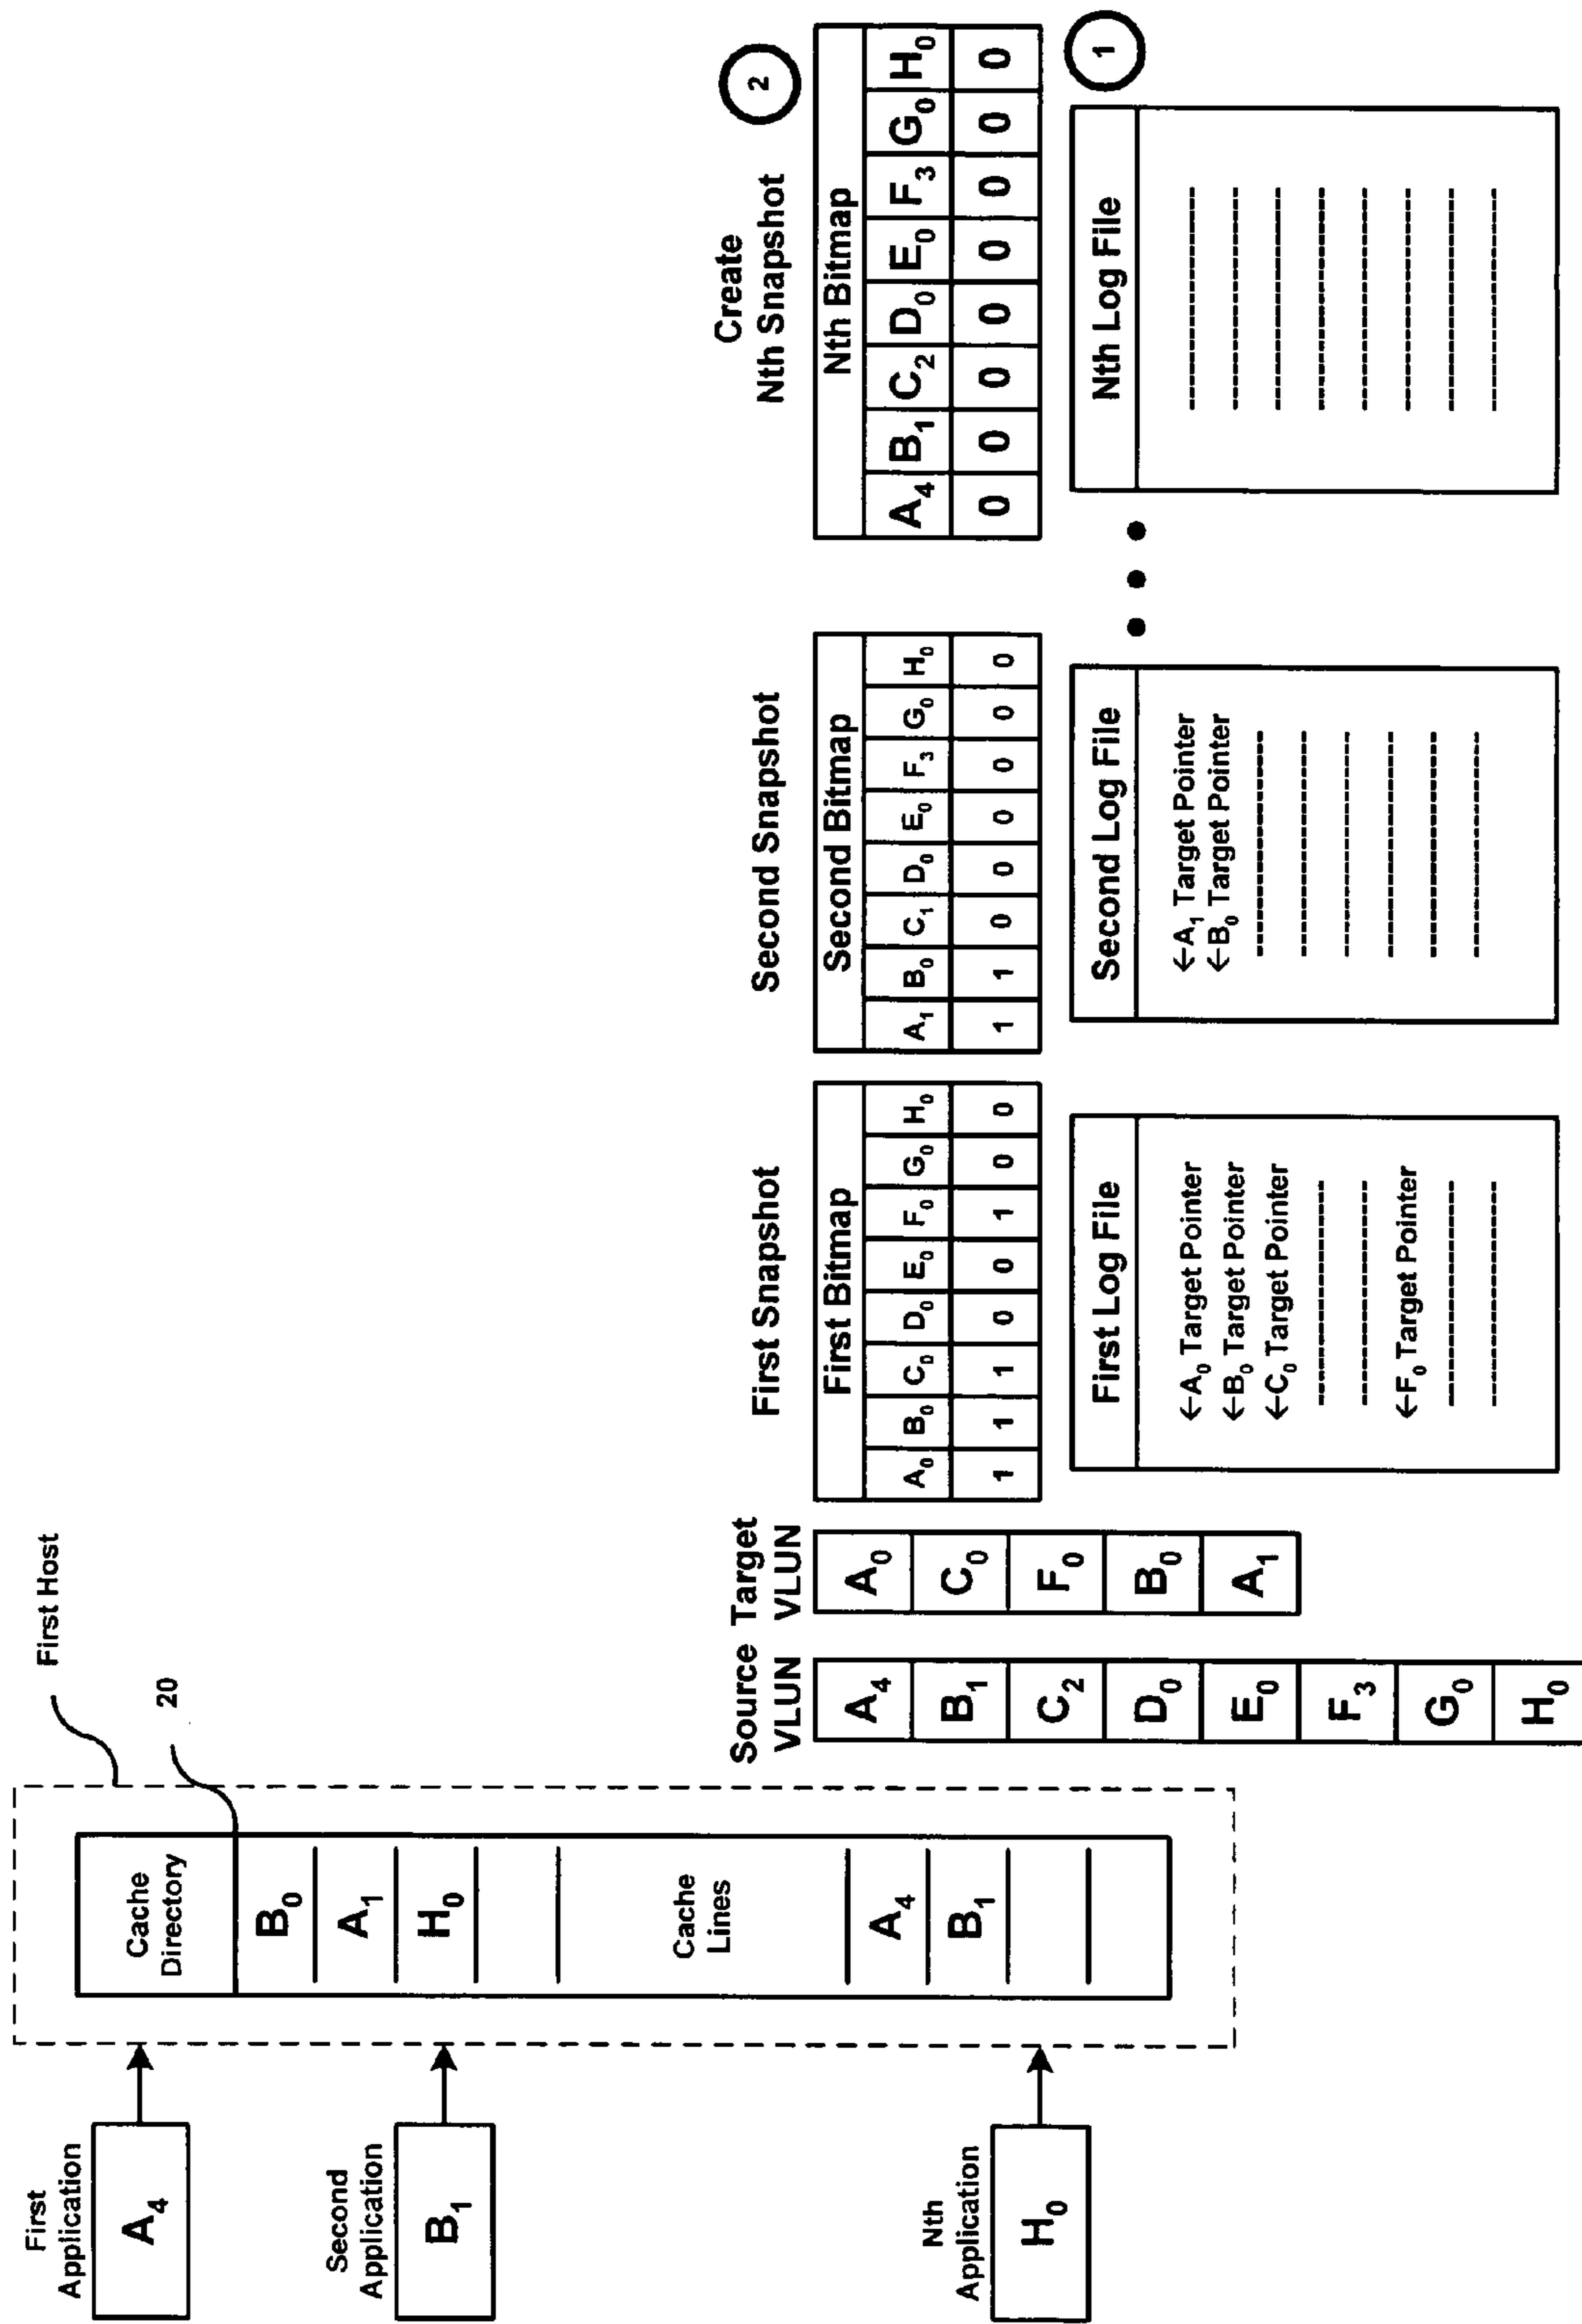 First
Application
A₄
Second
Application
B₁
Nth
Application
H₀
First Host
20
Cache
Directory
B₀
A₁
H₀
Cache
Lines
A₄
B₁
Source
VLUN
A₄
B₁
C₂
D₀
E₀
F₃
G₀
H₀
Target
VLUN
A₀
C₀
F₀
B₀
A₁
First Snapshot
First Bitmap
A₀ B₀ C₀ D₀ E₀ F₀ G₀ H₀
1 1 1 0 0 1 0 0
First Log File
←A₀ Target Pointer
←B₀ Target Pointer
←C₀ Target Pointer
←F₀ Target Pointer
Second Snapshot
Second Bitmap
A₁ B₀ C₁ D₀ E₀ F₃ G₀ H₀
1 1 0 0 0 0 0 0
Second Log File
←A₁ Target Pointer
←B₀ Target Pointer
Create
Nth Snapshot
2
Nth Bitmap
A₄ B₁ C₂ D₀ E₀ F₃ G₀ H₀
0 0 0 0 0 0 0 0
1
Nth Log File